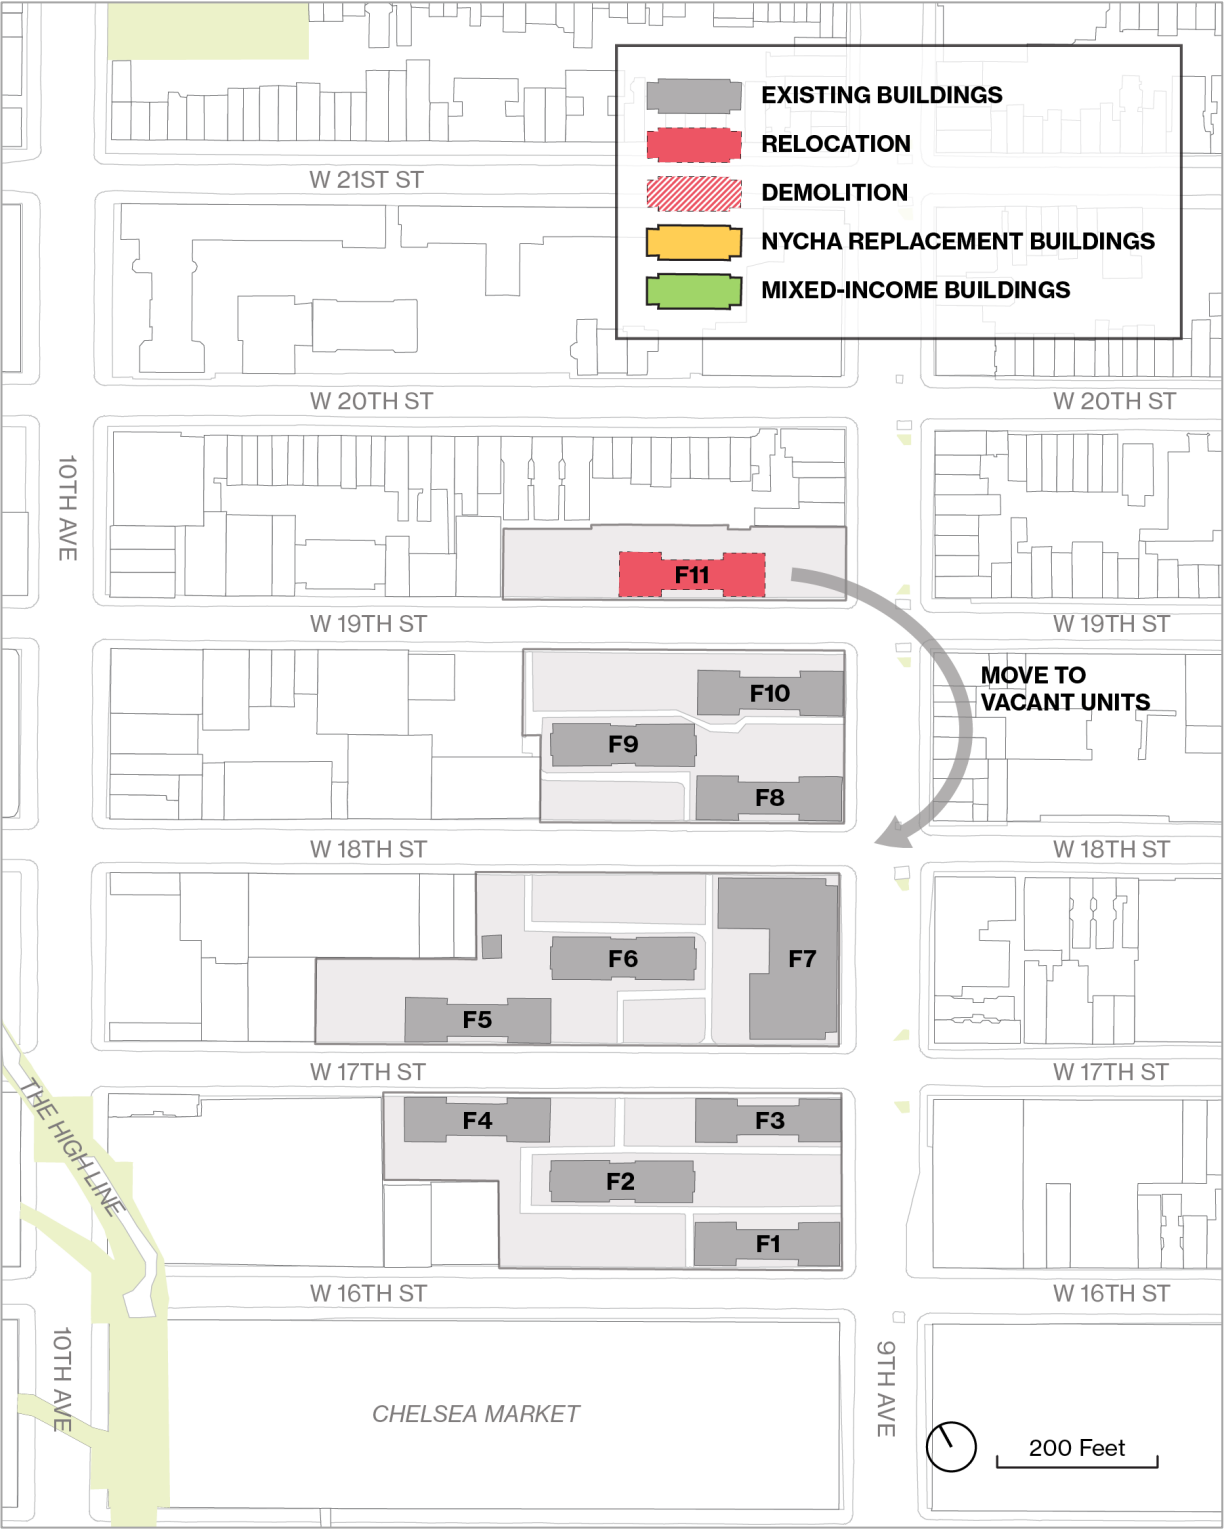 EXISTING BUILDINGS
RELOCATION
DEMOLITION
NYCHA REPLACEMENT BUILDINGS
MIXED-INCOME BUILDINGS
W 21ST ST
W 20TH ST
W 20TH ST
10TH AVE
F11
W 19TH ST
W 19TH ST
MOVE TO
VACANT UNITS
F10
F9
F8
W 18TH ST
W 18TH ST
F6
F7
F5
W 17TH ST
W 17TH ST
THE HIGH LINE
F4
F3
F2
F1
W 16TH ST
W 16TH ST
10TH AVE
9TH AVE
CHELSEA MARKET
200 Feet